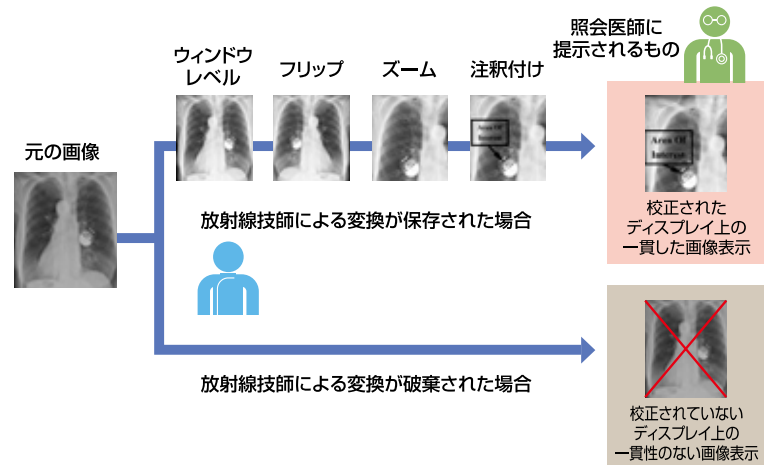 照会医師に
提示されるもの
ウィンドウ
レベル
フリップ
ズーム
注釈付け
元の画像
Area Of
Interest
Area Of
Interest
放射線技師による変換が保存された場合
校正された
ディスプレイ上の
一貫した画像表示
放射線技師による変換が破棄された場合
校正されていない
ディスプレイ上の
一貫性のない画像表示